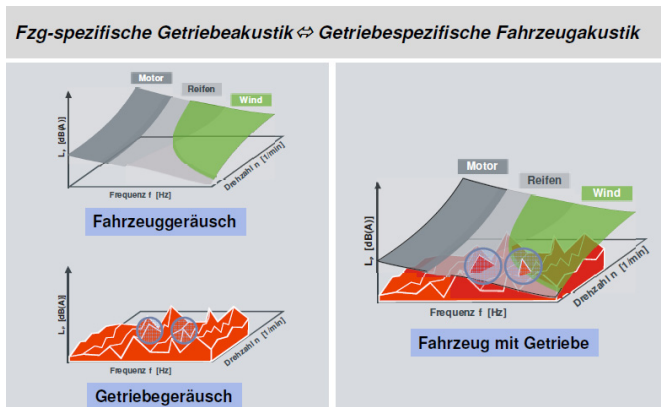 Fzg-spezifische Getriebeakustik ⇔ Getriebespezifische Fahrzeugakustik
Motor
Reifen
Wind
L, [dB(A)]
Frequenz f [Hz]
Drehzahl n [1/min]
Fahrzeuggeräusch
L, [dB(A)]
Frequenz f [Hz]
Drehzahl n [1/min]
Getriebegeräusch
Motor
Reifen
Wind
L, [dB(A)]
Frequenz f [Hz]
Drehzahl n [1/min]
Fahrzeug mit Getriebe